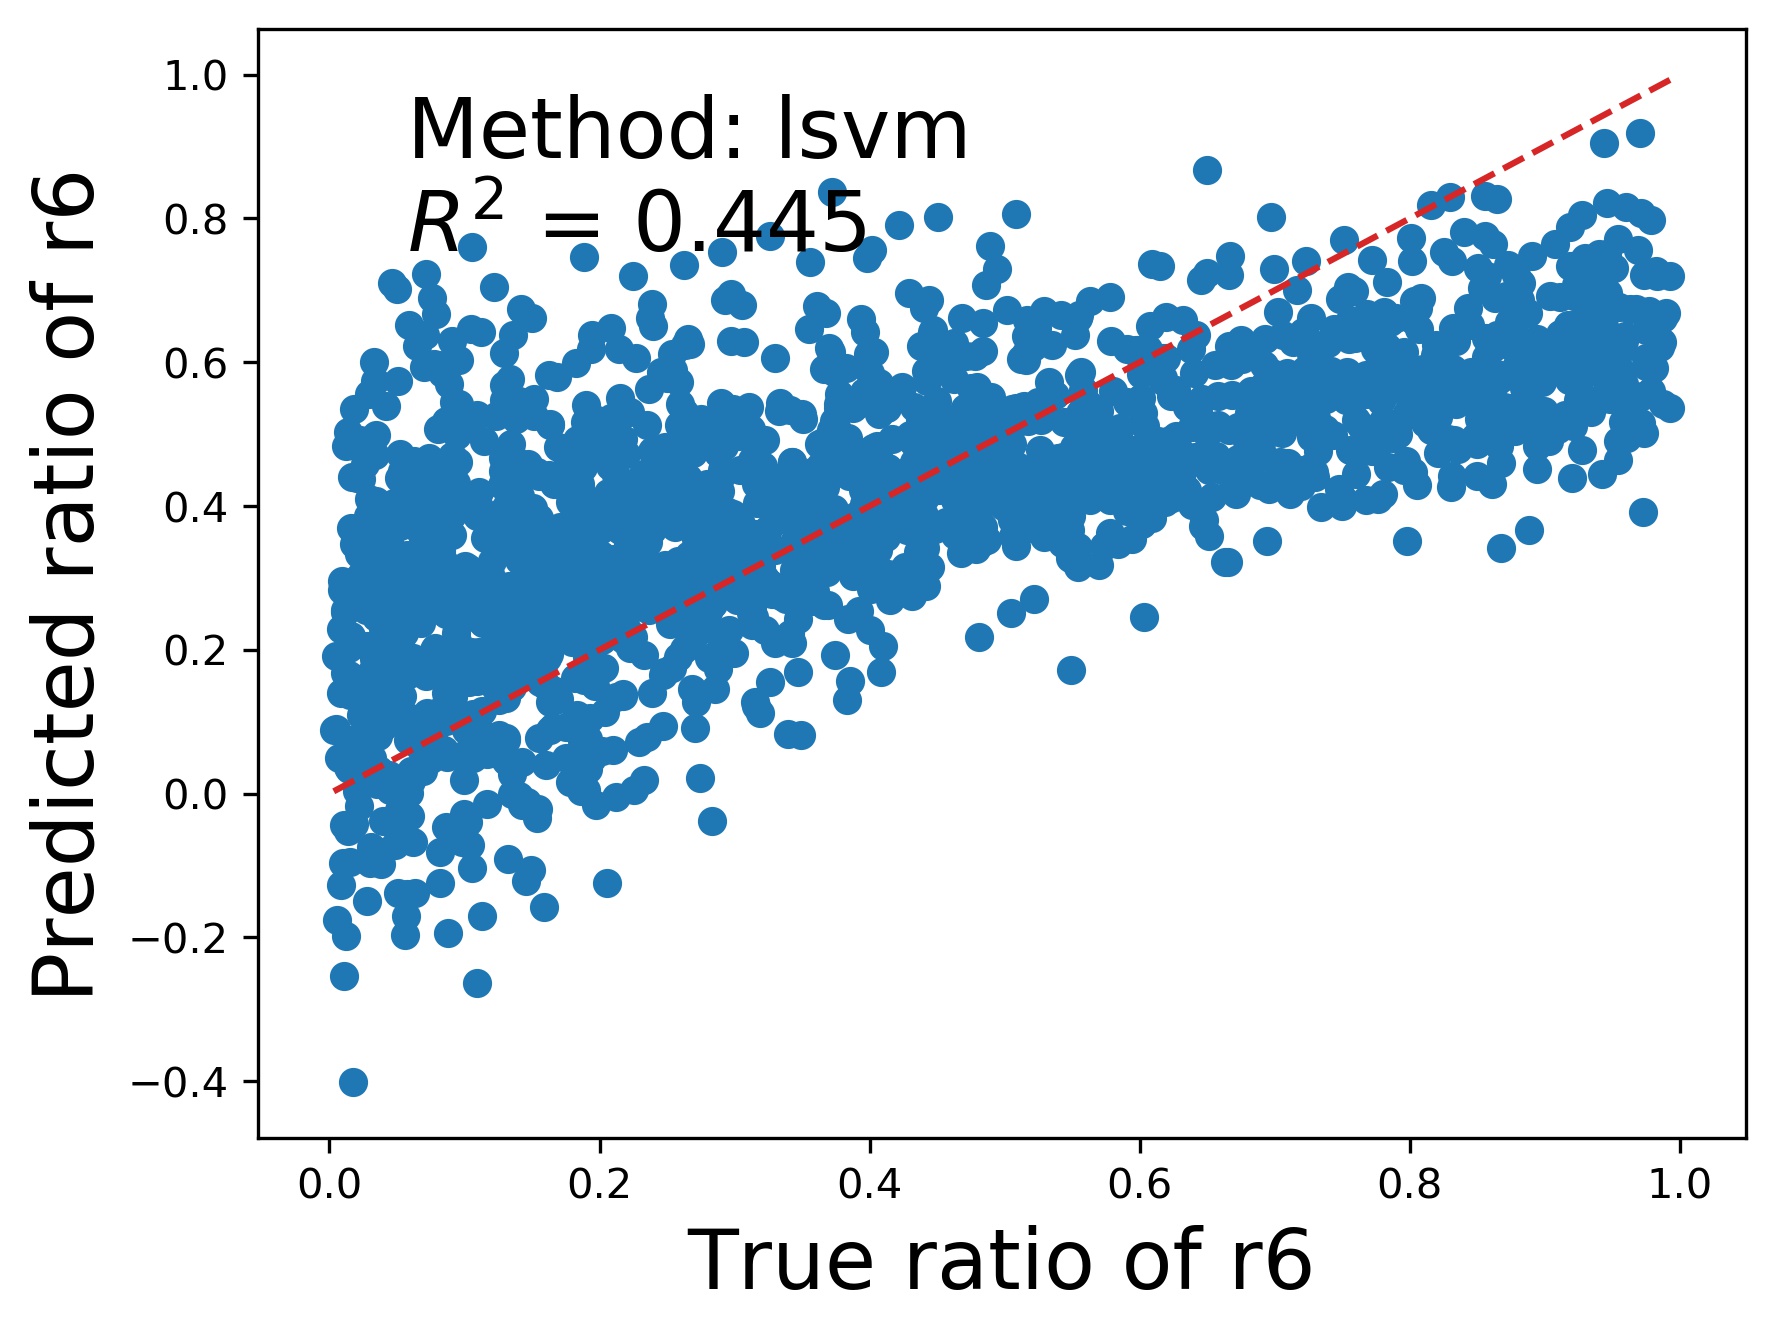 Method: lsvm
R² = 0.445
Predicted ratio of r6
1.0
0.8
0.6
0.4
0.2
0.0
−0.2
−0.4
0.0 0.2 0.4 0.6 0.8 1.0
True ratio of r6